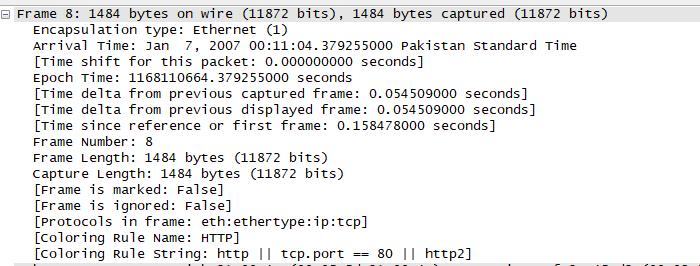 Frame 8: 1484 bytes on wire (11872 bits), 1484 bytes captured (11872 bits)
Encapsulation type: Ethernet (1)
Arrival Time: Jan  7, 2007 00:11:04.379255000 Pakistan Standard Time
[Time shift for this packet: 0.000000000 seconds]
Epoch Time: 1168110664.379255000 seconds
[Time delta from previous captured frame: 0.054509000 seconds]
[Time delta from previous displayed frame: 0.054509000 seconds]
[Time since reference or first frame: 0.158478000 seconds]
Frame Number: 8
Frame Length: 1484 bytes (11872 bits)
Capture Length: 1484 bytes (11872 bits)
[Frame is marked: False]
[Frame is ignored: False]
[Protocols in frame: eth:ethertype:ip:tcp]
[Coloring Rule Name: HTTP]
[Coloring Rule String: http || tcp.port == 80 || http2]